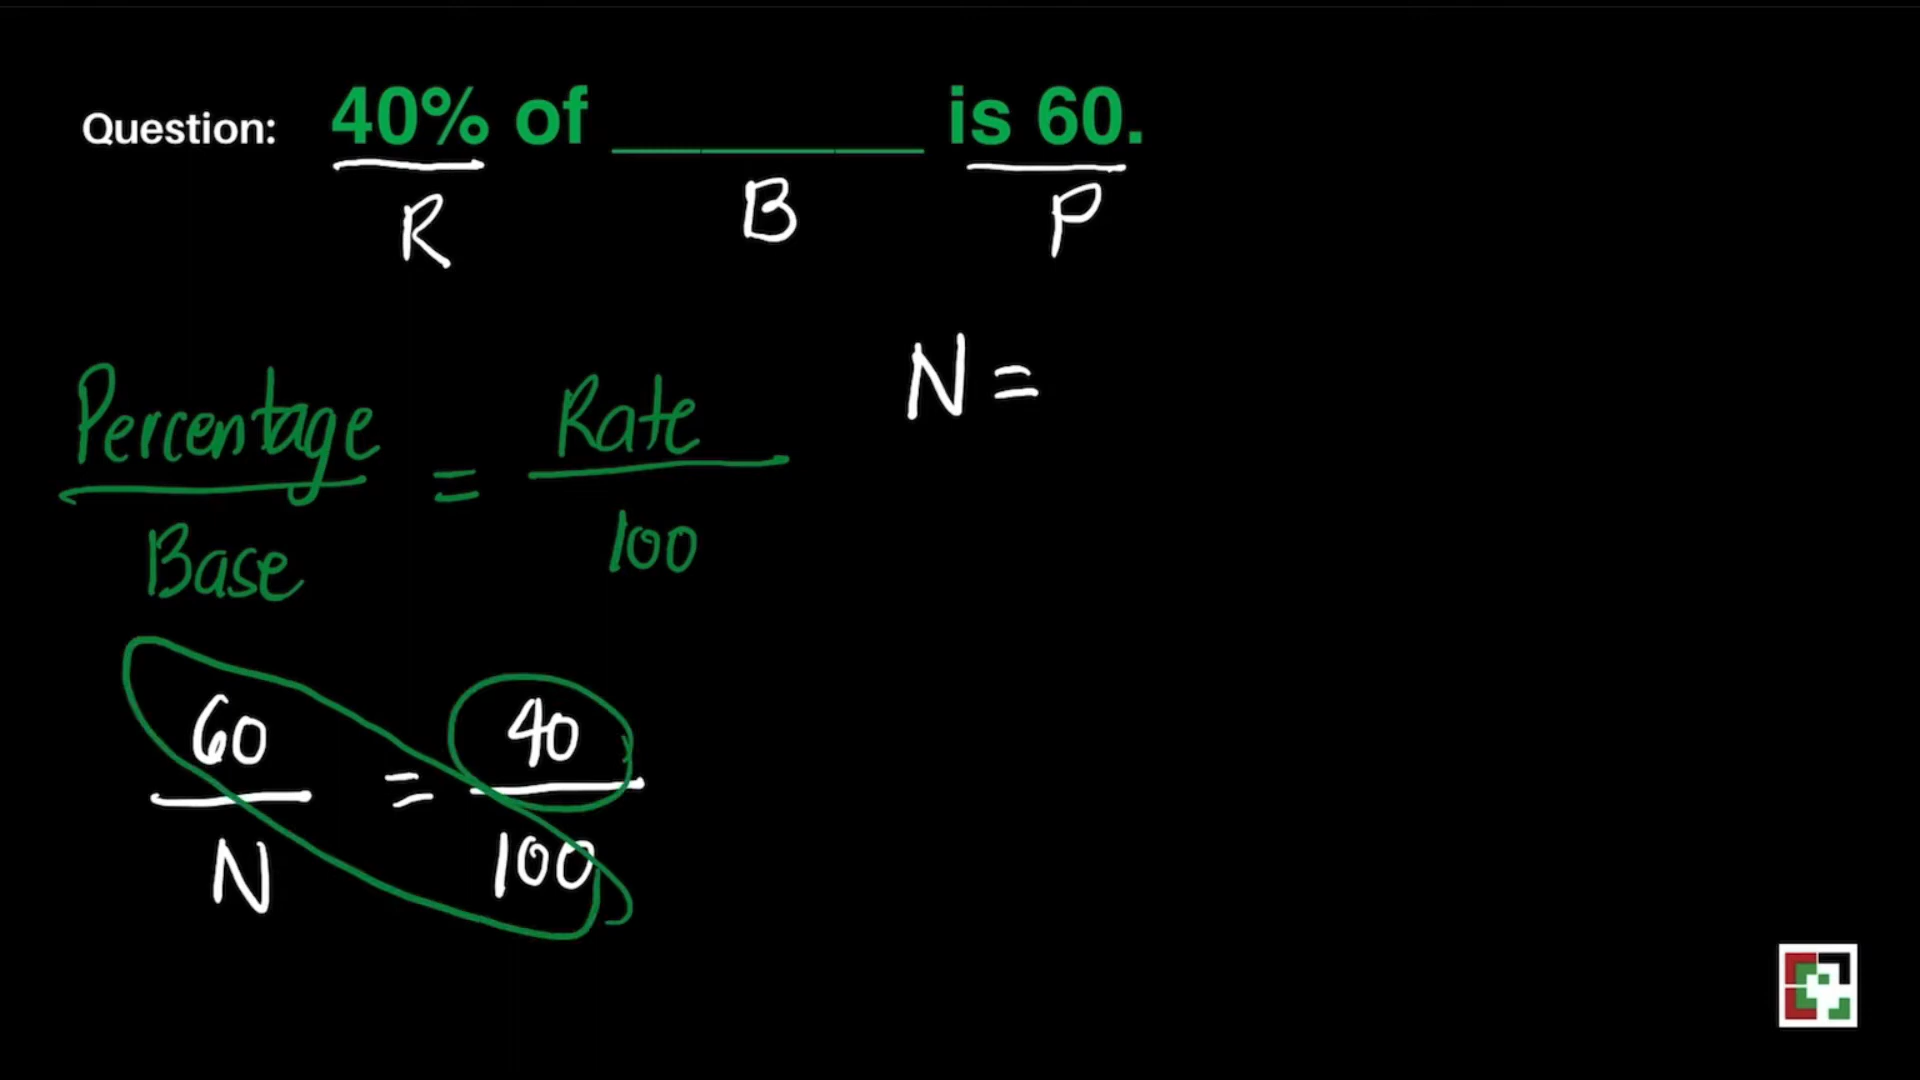 Question: 40% of ________ is 60.
R B P
N =
Percentage = Rate
Base 100
60 = 40
N 100